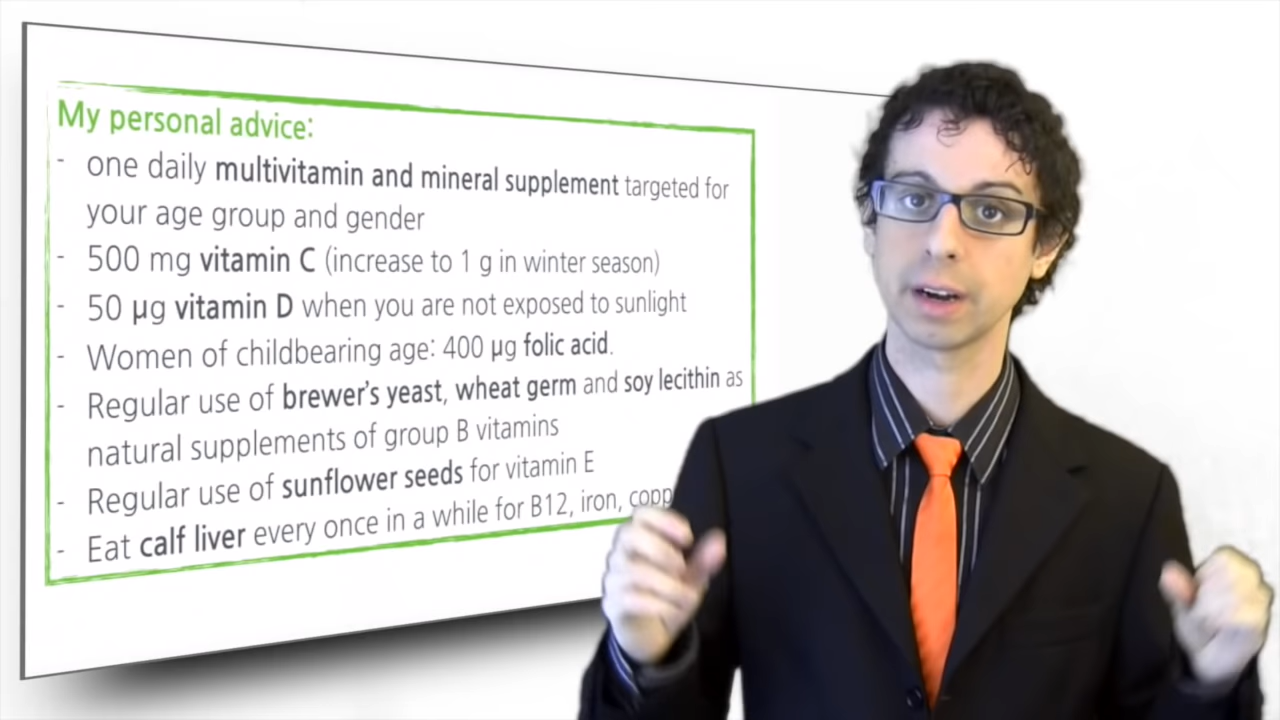 My personal advice:
- one daily multivitamin and mineral supplement targeted for
your age group and gender
- 500 mg vitamin C (increase to 1 g in winter season)
- 50 µg vitamin D when you are not exposed to sunlight
- Women of childbearing age: 400 µg folic acid.
- Regular use of brewer's yeast, wheat germ and soy lecithin as
natural supplements of group B vitamins
- Regular use of sunflower seeds for vitamin E
- Eat calf liver every once in a while for B12, iron,